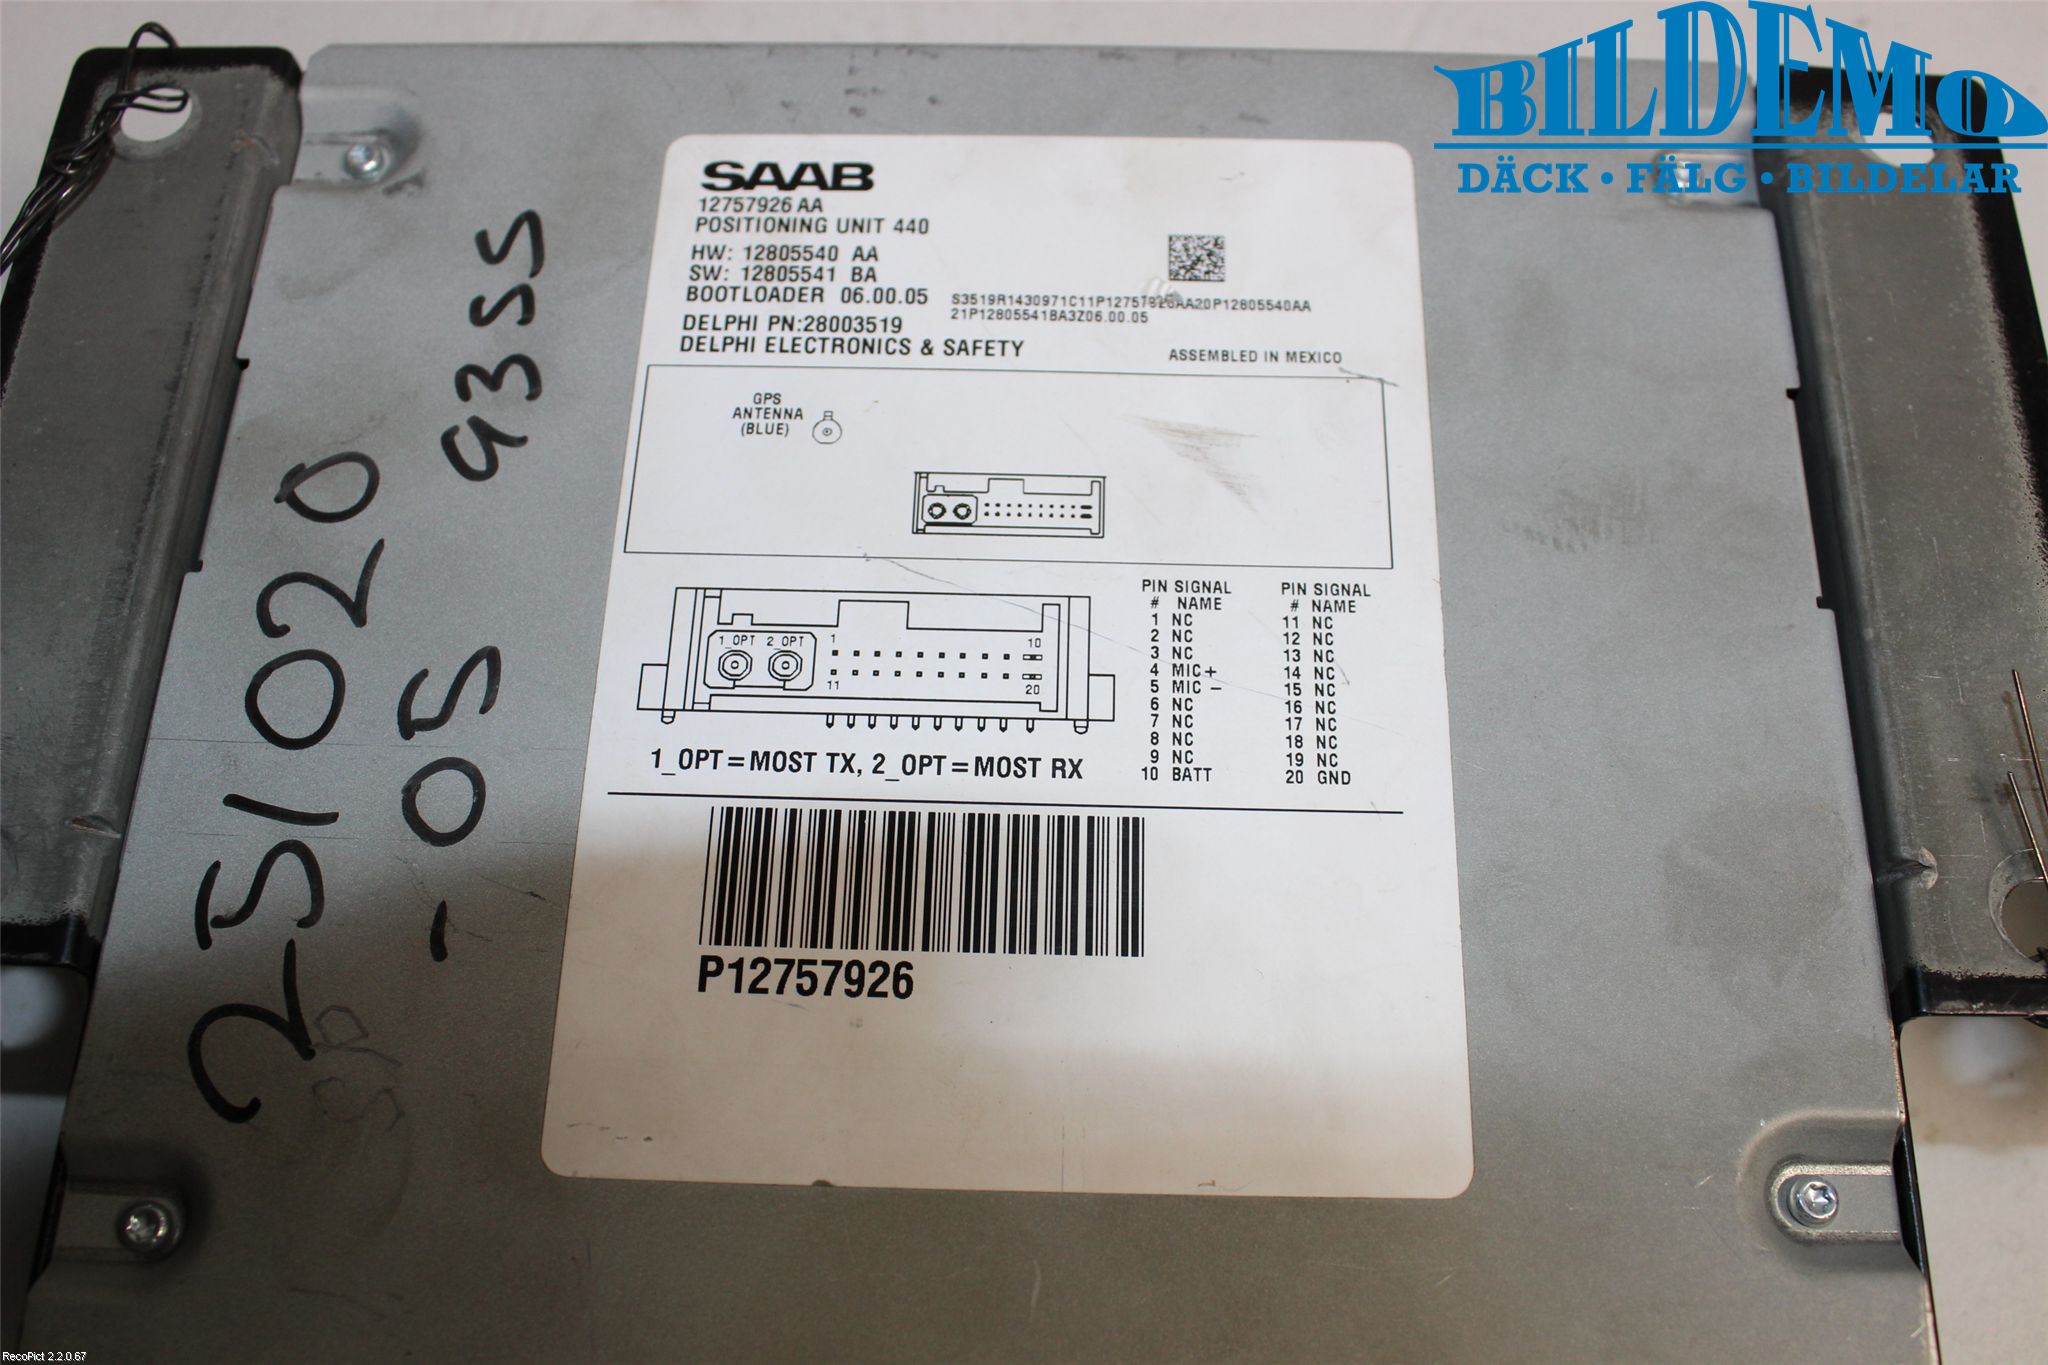 BILDEMO
DÄCK • FÄLG • BILDELAR
SAAB
12757926 AA
POSITIONING UNIT 440
HW: 12805540 AA
SW: 12805541 BA
BOOTLOADER 06.00.05
S3519R1430971C11P12757926AA20P12805540AA
21P12805541BA3Z06.00.05
DELPHI PN:28003519
DELPHI ELECTRONICS & SAFETY
ASSEMBLED IN MEXICO
GPS
ANTENNA
(BLUE)
1_OPT 2_OPT 1 10
11 20
1_OPT = MOST TX, 2_OPT = MOST RX
PIN SIGNAL
# NAME
1 NC
2 NC
3 NC
4 MIC +
5 MIC -
6 NC
7 NC
8 NC
9 NC
10 BATT
PIN SIGNAL
# NAME
11 NC
12 NC
13 NC
14 NC
15 NC
16 NC
17 NC
18 NC
19 NC
20 GND
P12757926
251020
-05 93SS
RecoPict 2.2.0.67